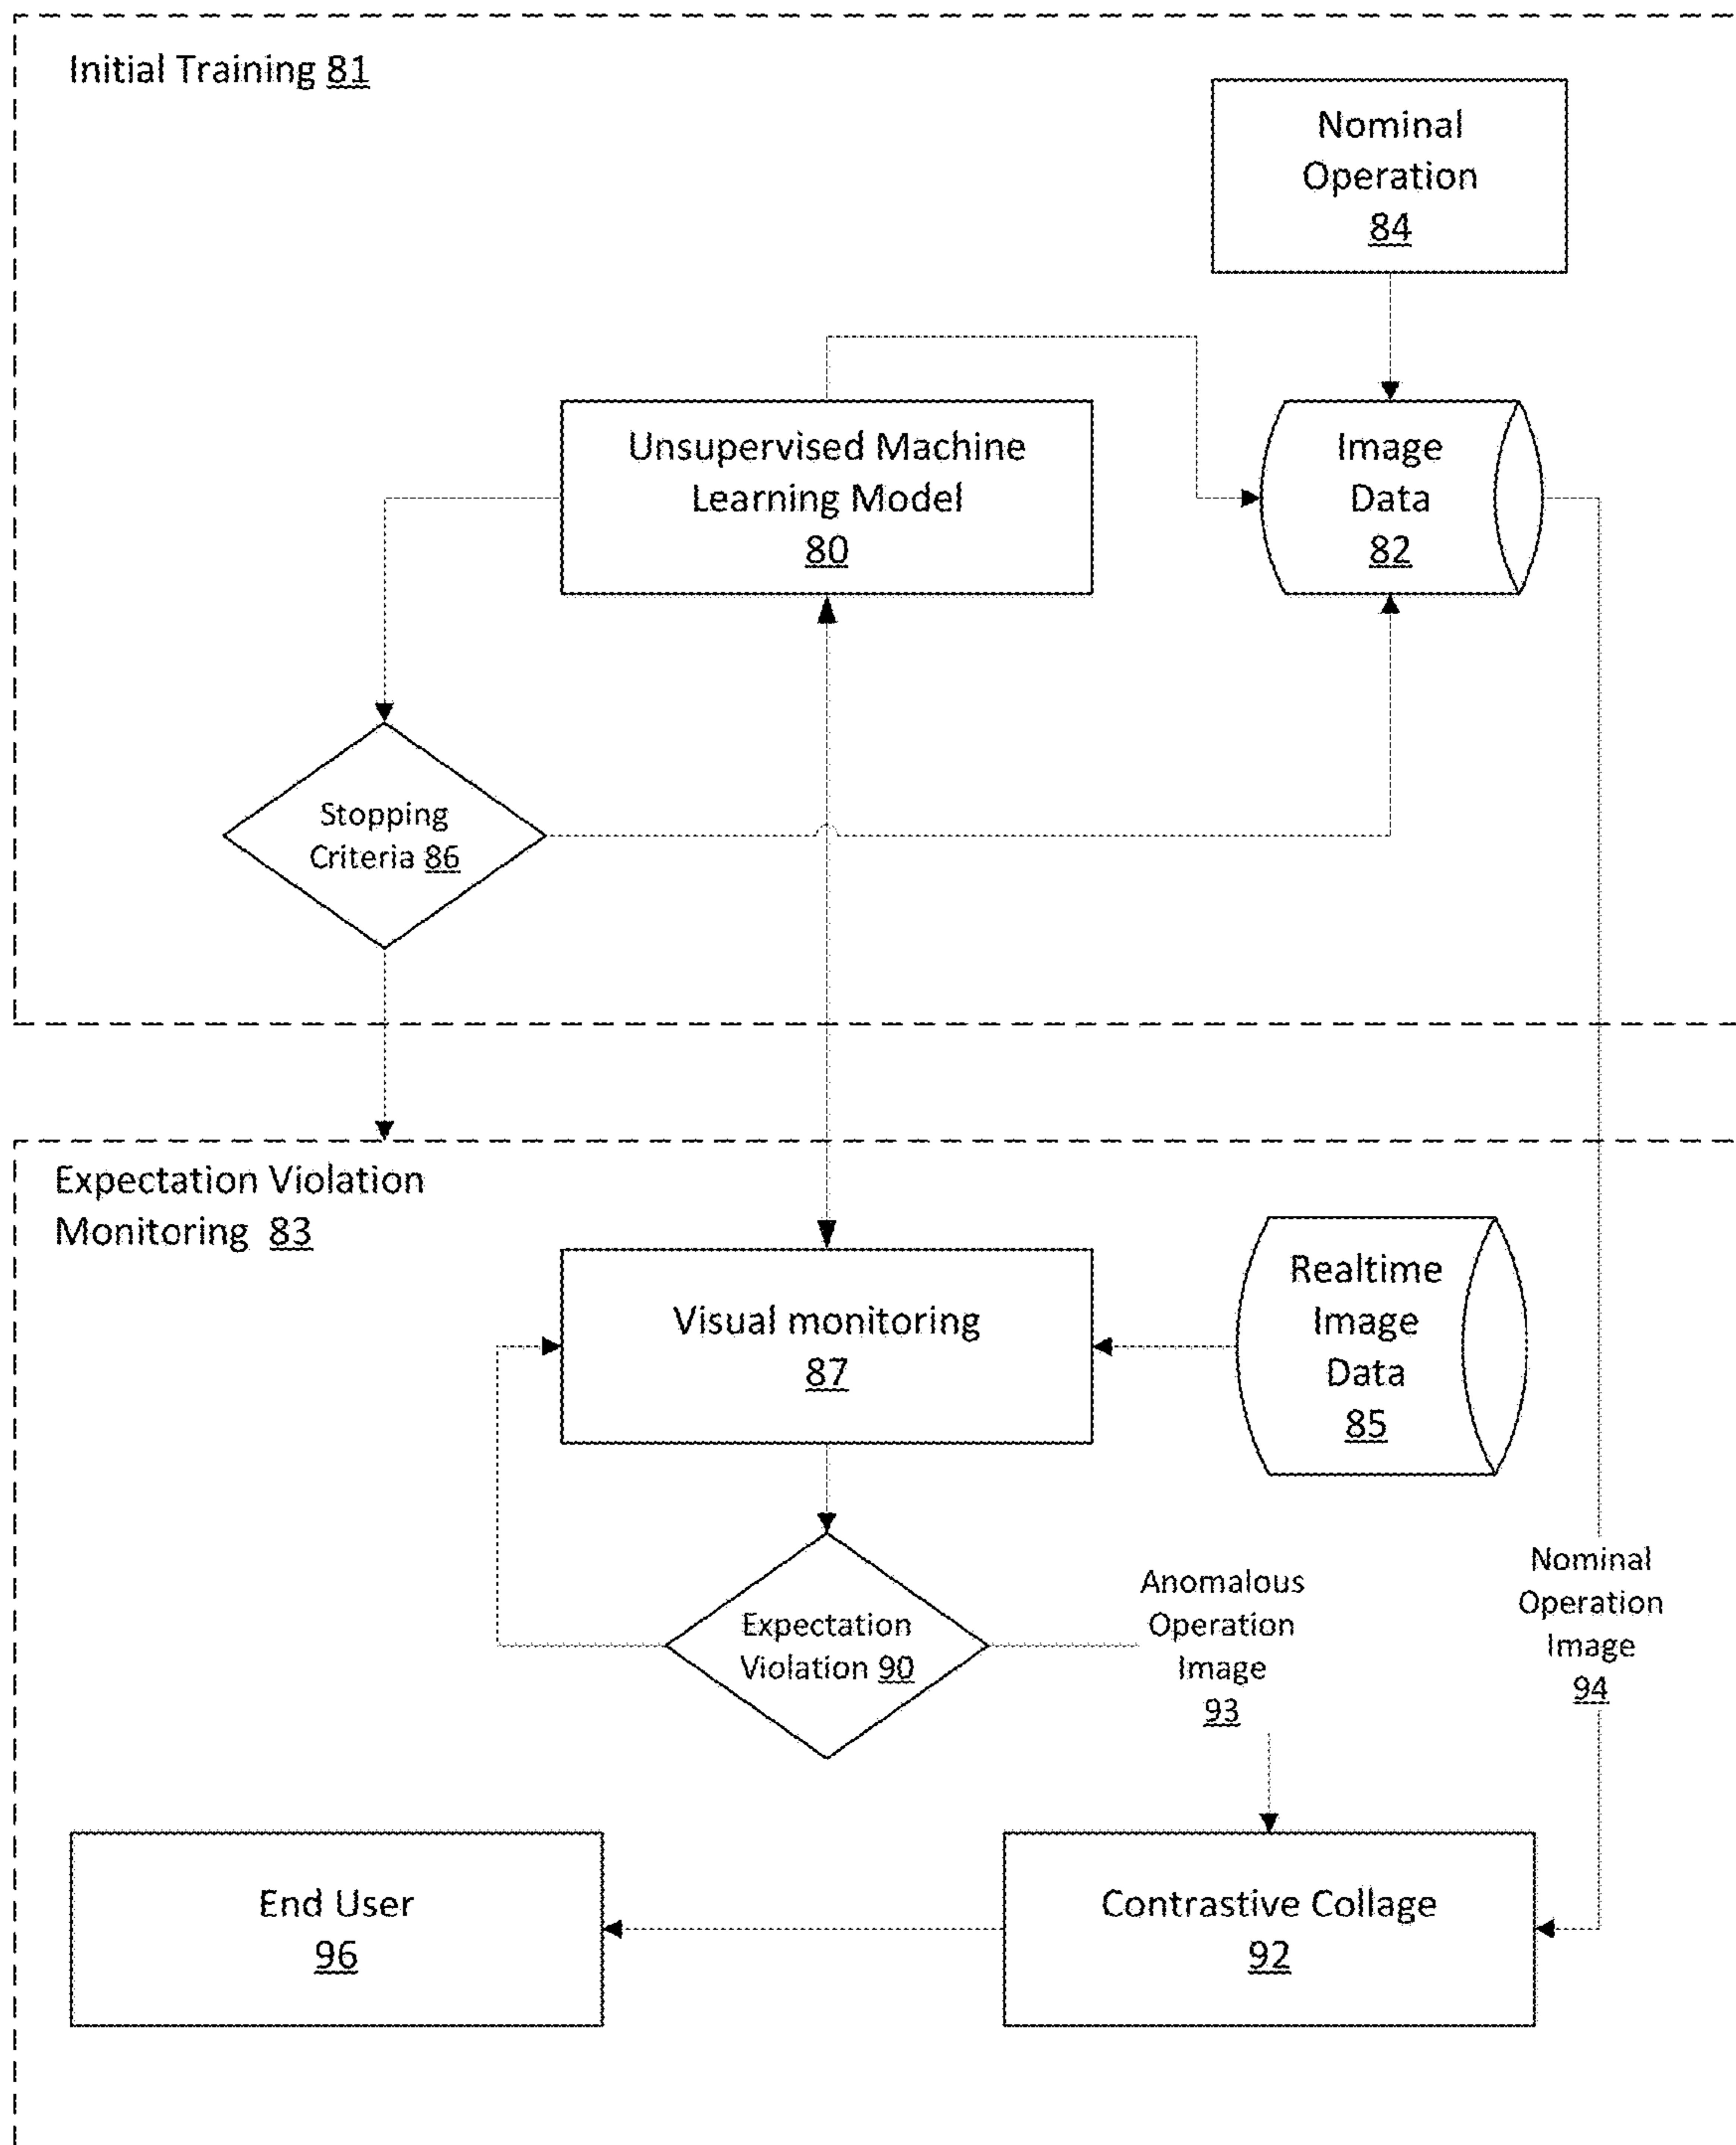 Initial Training 81
Nominal
Operation
84
Unsupervised Machine
Learning Model
80
Image
Data
82
Stopping
Criteria 86
Expectation Violation
Monitoring 83
Visual monitoring
87
Realtime
Image
Data
85
Expectation
Violation 90
Anomalous
Operation
Image
93
Nominal
Operation
Image
94
End User
96
Contrastive Collage
92